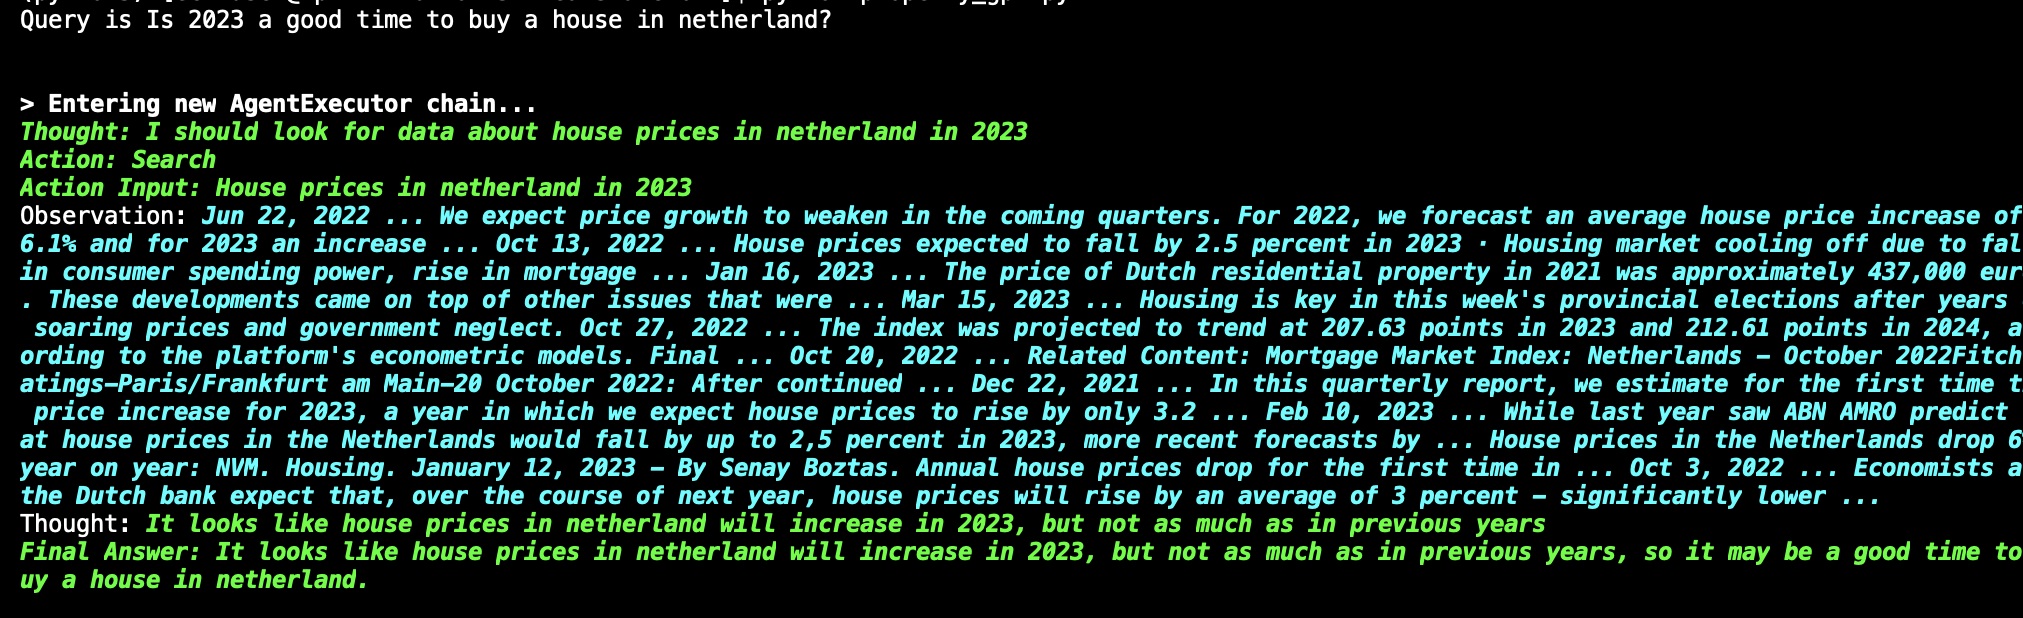 Query is Is 2023 a good time to buy a house in netherland?
> Entering new AgentExecutor chain...
Thought: I should look for data about house prices in netherland in 2023
Action: Search
Action Input: House prices in netherland in 2023
Observation: Jun 22, 2022 ... We expect price growth to weaken in the coming quarters. For 2022, we forecast an average house price increase of
6.1% and for 2023 an increase ... Oct 13, 2022 ... House prices expected to fall by 2.5 percent in 2023 · Housing market cooling off due to fal
in consumer spending power, rise in mortgage ... Jan 16, 2023 ... The price of Dutch residential property in 2021 was approximately 437,000 eur
. These developments came on top of other issues that were ... Mar 15, 2023 ... Housing is key in this week's provincial elections after years
soaring prices and government neglect. Oct 27, 2022 ... The index was projected to trend at 207.63 points in 2023 and 212.61 points in 2024, a
ording to the platform's econometric models. Final ... Oct 20, 2022 ... Related Content: Mortgage Market Index: Netherlands – October 2022Fitch
atings-Paris/Frankfurt am Main-20 October 2022: After continued ... Dec 22, 2021 ... In this quarterly report, we estimate for the first time t
price increase for 2023, a year in which we expect house prices to rise by only 3.2 ... Feb 10, 2023 ... While last year saw ABN AMRO predict
at house prices in the Netherlands would fall by up to 2,5 percent in 2023, more recent forecasts by ... House prices in the Netherlands drop 6
year on year: NVM. Housing. January 12, 2023 – By Senay Boztas. Annual house prices drop for the first time in ... Oct 3, 2022 ... Economists a
the Dutch bank expect that, over the course of next year, house prices will rise by an average of 3 percent – significantly lower ...
Thought: It looks like house prices in netherland will increase in 2023, but not as much as in previous years
Final Answer: It looks like house prices in netherland will increase in 2023, but not as much as in previous years, so it may be a good time to
uy a house in netherland.